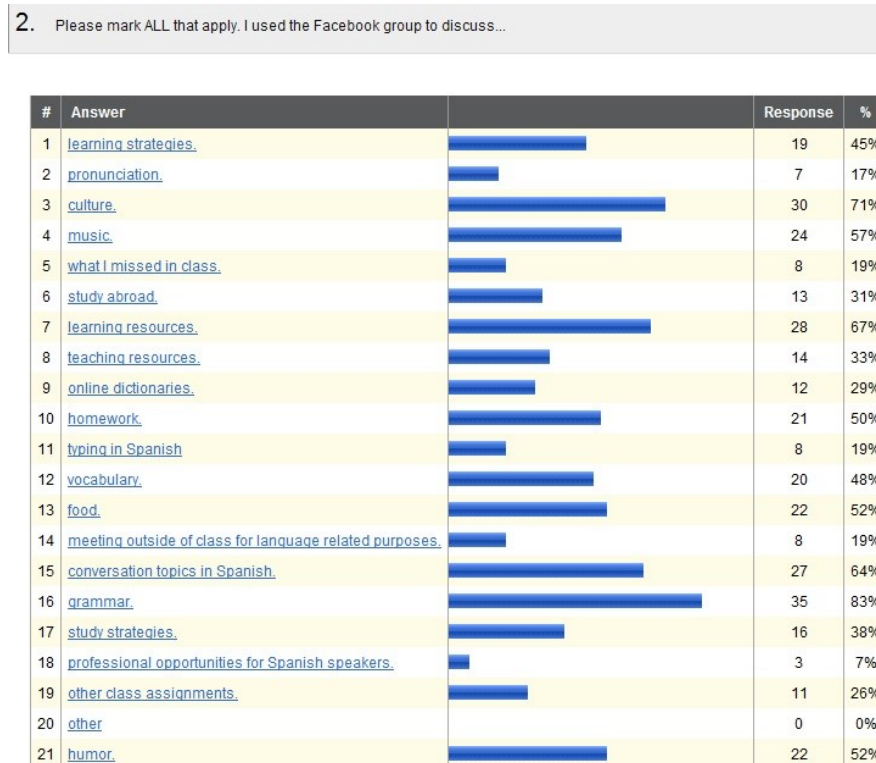 2. Please mark ALL that apply. I used the Facebook group to discuss...
# Answer Response %
1 learning strategies. 19 45%
2 pronunciation. 7 17%
3 culture. 30 71%
4 music. 24 57%
5 what I missed in class. 8 19%
6 study abroad. 13 31%
7 learning resources. 28 67%
8 teaching resources. 14 33%
9 online dictionaries. 12 29%
10 homework. 21 50%
11 typing in Spanish 8 19%
12 vocabulary. 20 48%
13 food. 22 52%
14 meeting outside of class for language related purposes. 8 19%
15 conversation topics in Spanish. 27 64%
16 grammar. 35 83%
17 study strategies. 16 38%
18 professional opportunities for Spanish speakers. 3 7%
19 other class assignments. 11 26%
20 other 0 0%
21 humor. 22 52%